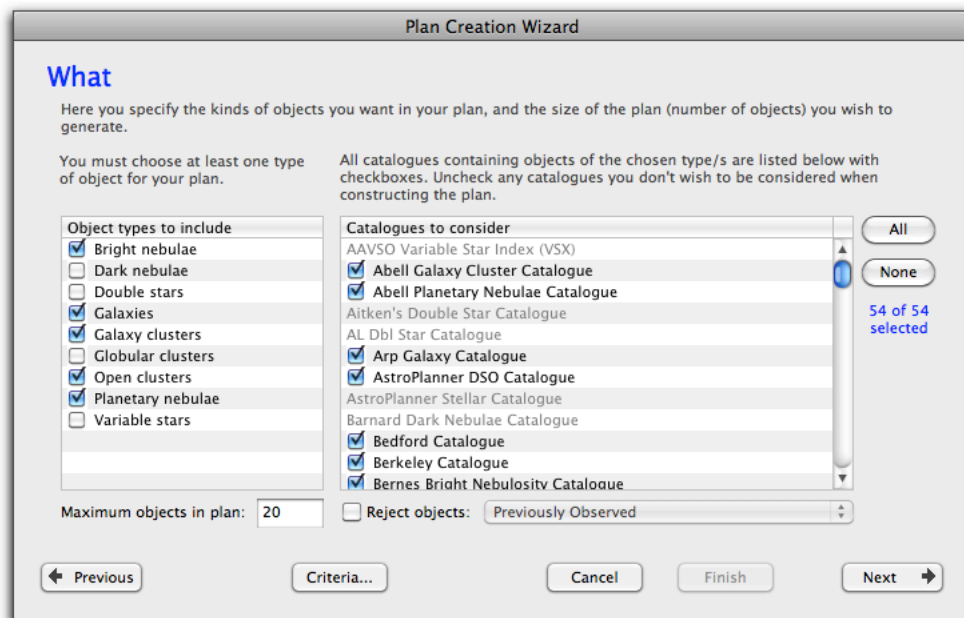 Plan Creation Wizard
What
Here you specify the kinds of objects you want in your plan, and the size of the plan (number of objects) you wish to
generate.
You must choose at least one type
of object for your plan.
All catalogues containing objects of the chosen type/s are listed below with
checkboxes. Uncheck any catalogues you don't wish to be considered when
constructing the plan.
Object types to include
Bright nebulae
Dark nebulae
Double stars
Galaxies
Galaxy clusters
Globular clusters
Open clusters
Planetary nebulae
Variable stars
Catalogues to consider
AAVSO Variable Star Index (VSX)
Abell Galaxy Cluster Catalogue
Abell Planetary Nebulae Catalogue
Aitken's Double Star Catalogue
AL Dbl Star Catalogue
Arp Galaxy Catalogue
AstroPlanner DSO Catalogue
AstroPlanner Stellar Catalogue
Barnard Dark Nebulae Catalogue
Bedford Catalogue
Berkeley Catalogue
Bernes Bright Nebulosity Catalogue
All
None
54 of 54
selected
Maximum objects in plan: 20
Reject objects: Previously Observed
Previous
Criteria...
Cancel
Finish
Next